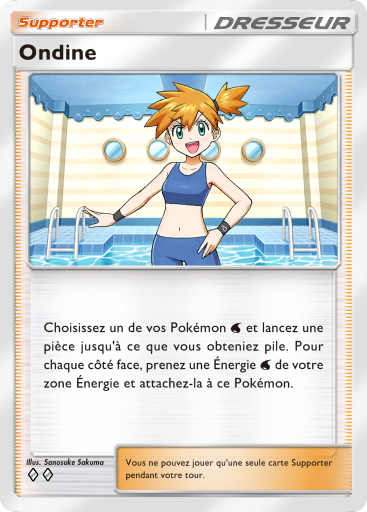 Supporter
DRESSEUR
Ondine
Choisissez un de vos Pokémon et lancez une
pièce jusqu'à ce que vous obteniez pile. Pour
chaque côté face, prenez une Énergie de votre
zone Énergie et attachez-la à ce Pokémon.
Illus. Sanosuke Sakuma
Vous ne pouvez jouer qu'une seule carte Supporter
pendant votre tour.